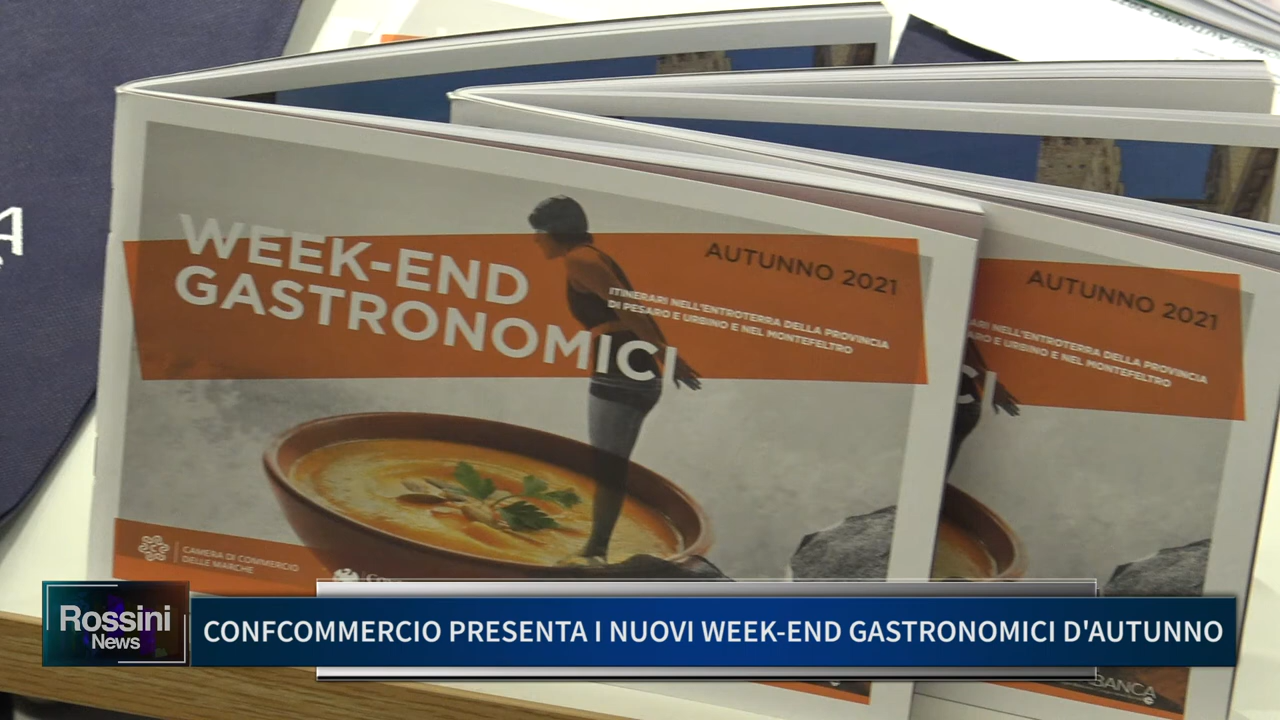 WEEK-END
GASTRONOMICI
AUTUNNO 2021
ITINERARI NELL'ENTROTERRA DELLA PROVINCIA
DI PESARO E URBINO E NEL MONTEFELTRO
CAMERA DI COMMERCIO
DELLE MARCHE
AUTUNNO 2021
NELL'ENTROTERRA DELLA PROVINCIA
E URBINO E NEL MONTEFELTRO
CI
BANCA
Rossini
News
CONFCOMMERCIO PRESENTA I NUOVI WEEK-END GASTRONOMICI D'AUTUNNO